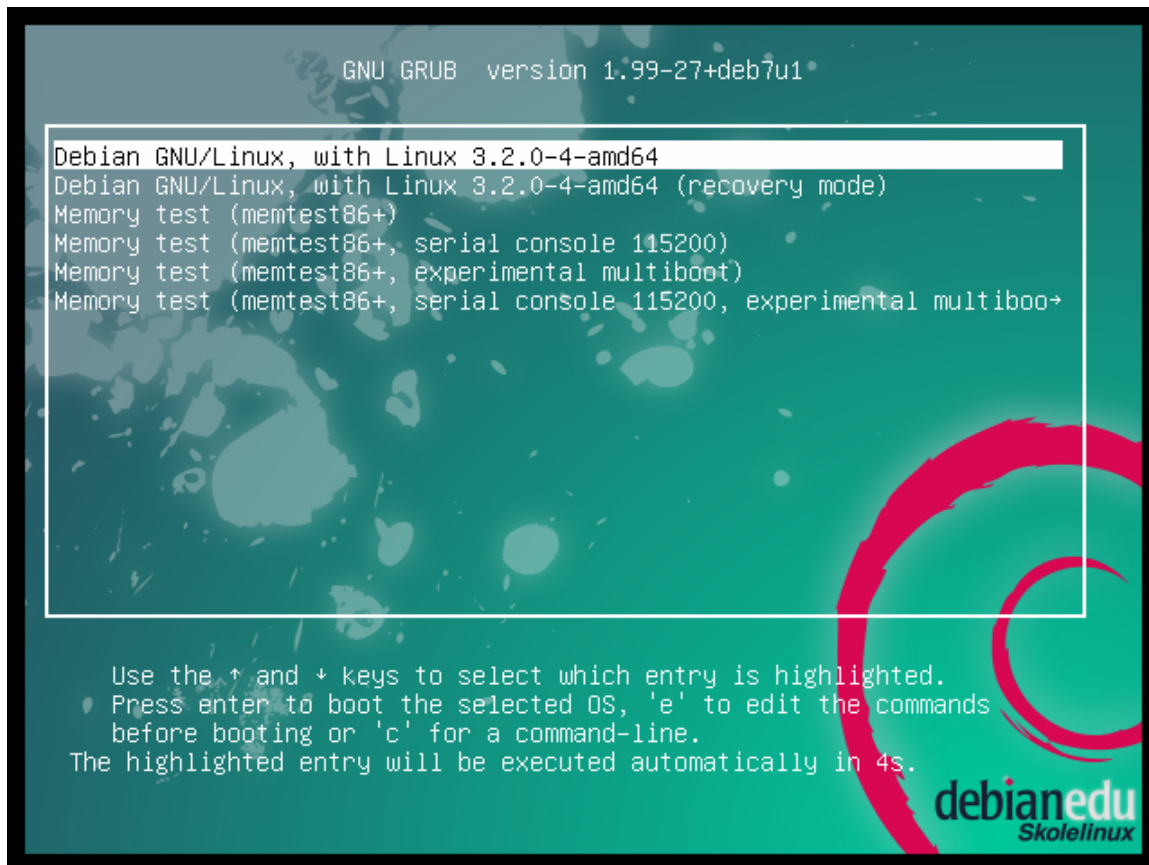 GNU GRUB  version 1.99-27+deb7u1
Debian GNU/Linux, with Linux 3.2.0-4-amd64
Debian GNU/Linux, with Linux 3.2.0-4-amd64 (recovery mode)
Memory test (memtest86+)
Memory test (memtest86+, serial console 115200)
Memory test (memtest86+, experimental multiboot)
Memory test (memtest86+, serial console 115200, experimental multiboo→
Use the ↑ and ↓ keys to select which entry is highlighted.
Press enter to boot the selected OS, 'e' to edit the commands
before booting or 'c' for a command-line.
The highlighted entry will be executed automatically in 4s.
debianedu
Skolelinux